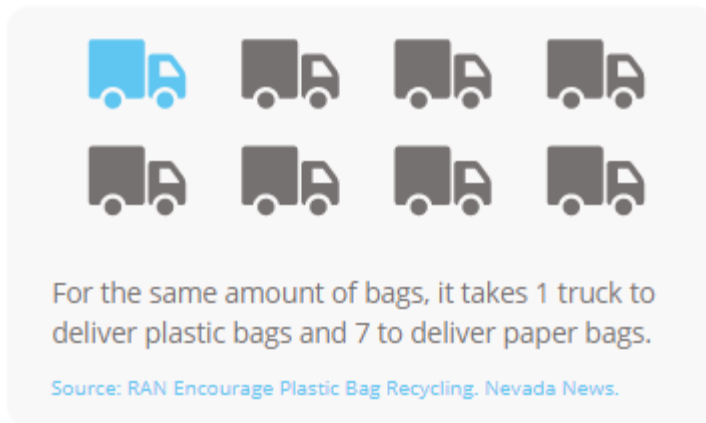 For the same amount of bags, it takes 1 truck to
deliver plastic bags and 7 to deliver paper bags.
Source: RAN Encourage Plastic Bag Recycling. Nevada News.